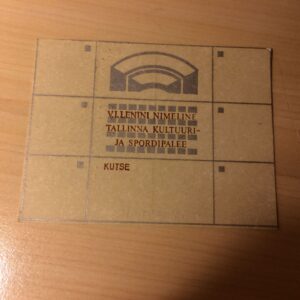 V.I.LENINI NIMELINE
TALLINNA KULTUURI-
JA SPORDIPALEE
KUTSE